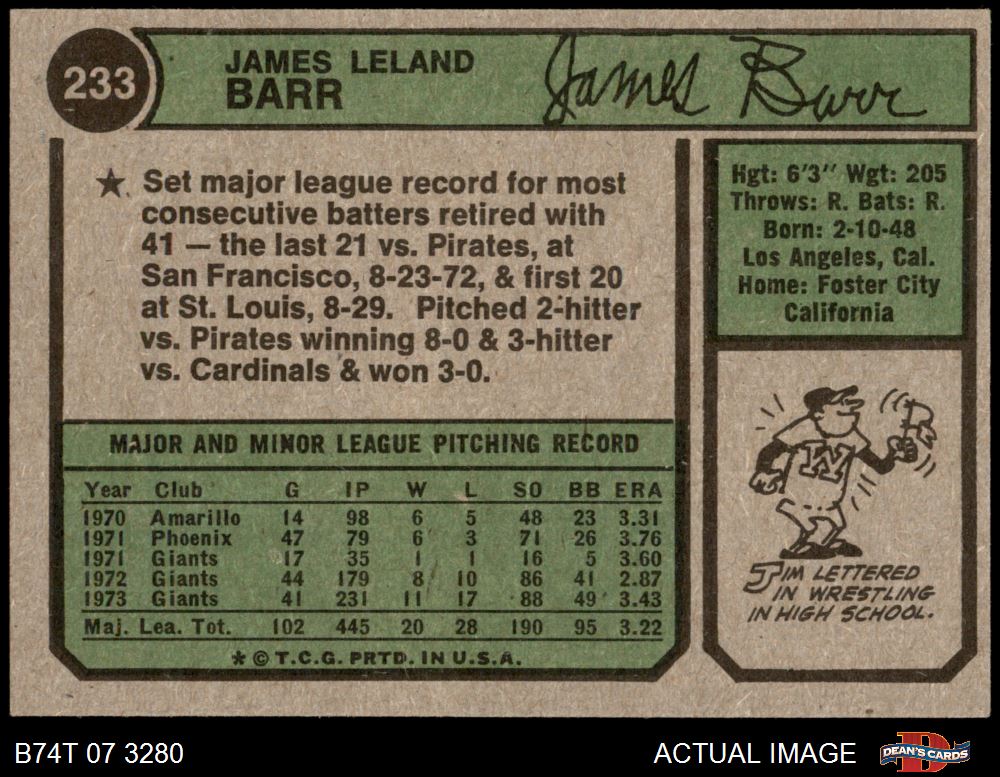 233
JAMES LELAND
BARR
James Barr
★ Set major league record for most
consecutive batters retired with
41 — the last 21 vs. Pirates, at
San Francisco, 8-23-72, & first 20
at St. Louis, 8-29. Pitched 2-hitter
vs. Pirates winning 8-0 & 3-hitter
vs. Cardinals & won 3-0.
Hgt: 6'3'' Wgt: 205
Throws: R. Bats: R.
Born: 2-10-48
Los Angeles, Cal.
Home: Foster City
California
MAJOR AND MINOR LEAGUE PITCHING RECORD
Year Club G IP W L SO BB ERA
1970 Amarillo 14 98 6 5 48 23 3.31
1971 Phoenix 47 79 6 3 71 26 3.76
1971 Giants 17 35 1 1 16 5 3.60
1972 Giants 44 179 8 10 86 41 2.87
1973 Giants 41 231 11 17 88 49 3.43
Maj. Lea. Tot. 102 445 20 28 190 95 3.22
* © T.C.G. PRTD. IN U.S.A.
W
JIM LETTERED
IN WRESTLING
IN HIGH SCHOOL.
B74T 07 3280
ACTUAL IMAGE
D
DEAN'S CARDS